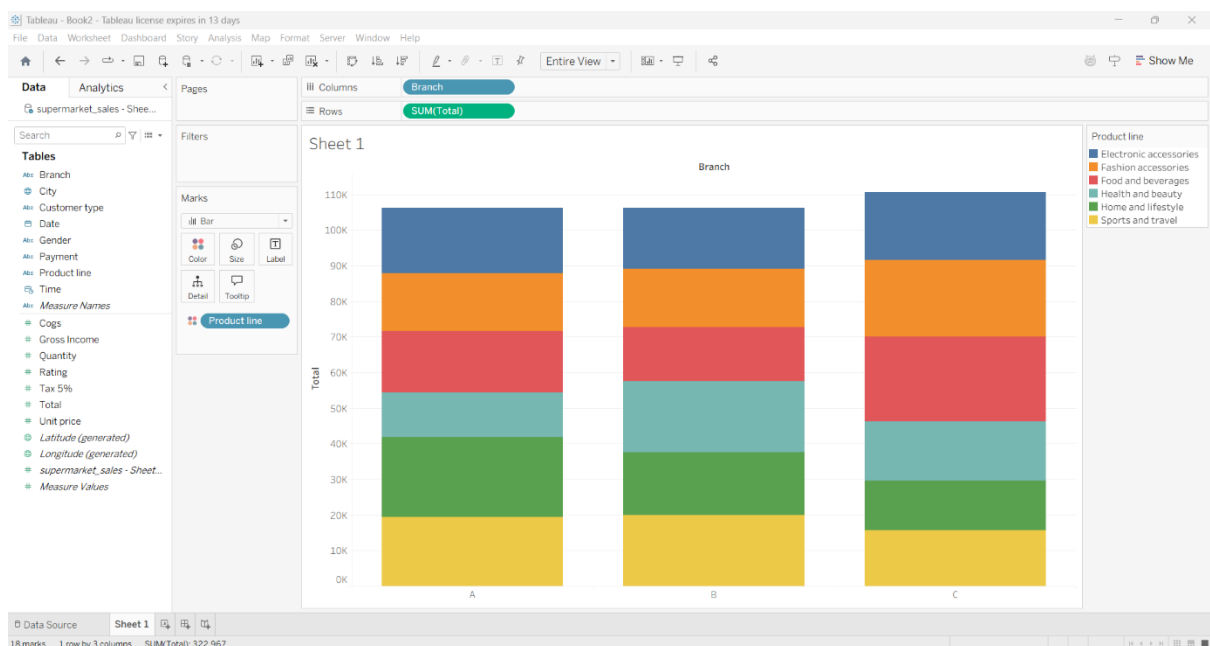 Tableau - Book2 - Tableau license expires in 13 days
File Data Worksheet Dashboard Story Analysis Map Format Server Window Help
Entire View
Show Me
Data Analytics
supermarket_sales - Shee...
Search
Tables
Abc Branch
City
Abc Customer type
Date
Abc Gender
Abc Payment
Abc Product line
Time
Abc Measure Names
# Cogs
# Gross Income
# Quantity
# Rating
# Tax 5%
# Total
# Unit price
Latitude (generated)
Longitude (generated)
# supermarket_sales - Sheet...
# Measure Values
Pages
Filters
Marks
Bar
Color Size Label
Detail Tooltip
Product line
Columns Branch
Rows SUM(Total)
Sheet 1
Branch
Total
110K
100K
90K
80K
70K
60K
50K
40K
30K
20K
10K
0K
A B C
Product line
Electronic accessories
Fashion accessories
Food and beverages
Health and beauty
Home and lifestyle
Sports and travel
Data Source Sheet 1
18 marks 1 row by 3 columns SUM(Total): 322,967